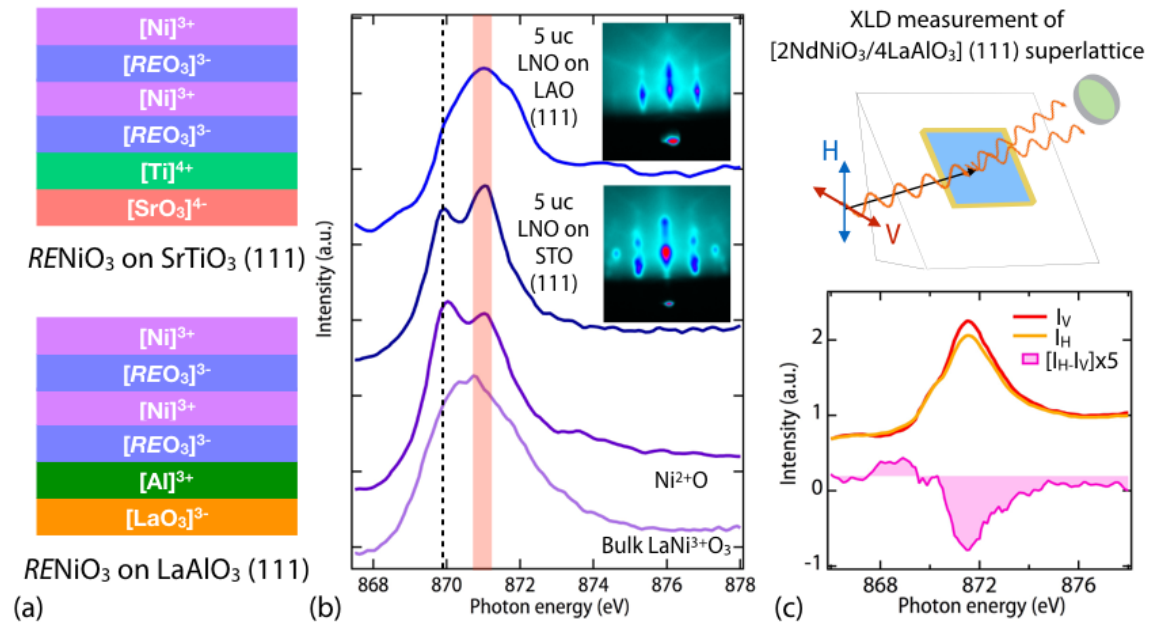 [Ni]³⁺
[REO₃]³⁻
[Ni]³⁺
[REO₃]³⁻
[Ti]⁴⁺
[SrO₃]⁴⁻
RENiO₃ on SrTiO₃ (111)
[Ni]³⁺
[REO₃]³⁻
[Ni]³⁺
[REO₃]³⁻
[Al]³⁺
[LaO₃]³⁻
RENiO₃ on LaAlO₃ (111)
(a)
Intensity (a.u.)
5 uc
LNO on
LAO
(111)
5 uc
LNO on
STO
(111)
Ni²⁺O
Bulk LaNi³⁺O₃
868 870 872 874 876 878
Photon energy (eV)
(b)
XLD measurement of
[2NdNiO₃/4LaAlO₃] (111) superlattice
H
V
Intensity (a.u.)
2
1
0
-1
I_V
I_H
[I_H-I_V]x5
868 872 876
Photon energy (eV)
(c)